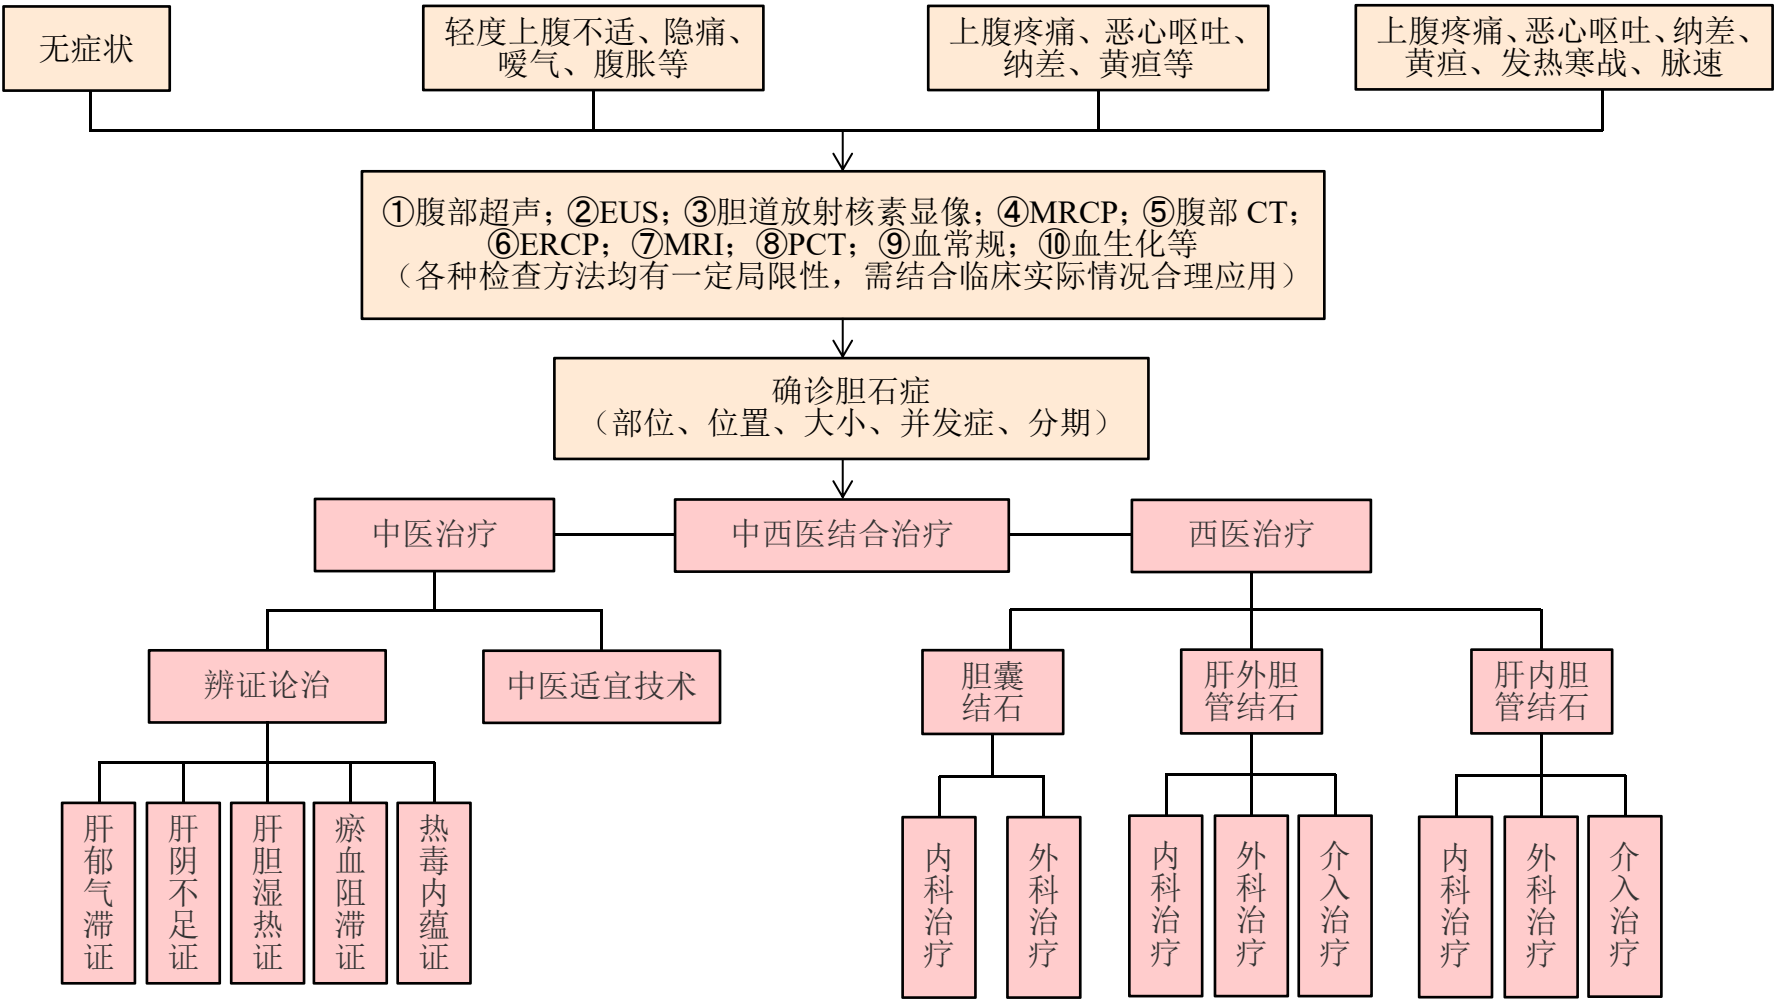 无症状
轻度上腹不适、隐痛、
嗳气、腹胀等
上腹疼痛、恶心呕吐、
纳差、黄疸等
上腹疼痛、恶心呕吐、纳差、
黄疸、发热寒战、脉速
①腹部超声；②EUS；③胆道放射核素显像；④MRCP；⑤腹部 CT；
⑥ERCP；⑦MRI；⑧PCT；⑨血常规；⑩血生化等
（各种检查方法均有一定局限性，需结合临床实际情况合理应用）
确诊胆石症
（部位、位置、大小、并发症、分期）
中医治疗
中西医结合治疗
西医治疗
辨证论治
中医适宜技术
胆囊
结石
肝外胆
管结石
肝内胆
管结石
肝郁气滞证
肝阴不足证
肝胆湿热证
瘀血阻滞证
热毒内蕴证
内科治疗
外科治疗
内科治疗
外科治疗
介入治疗
内科治疗
外科治疗
介入治疗